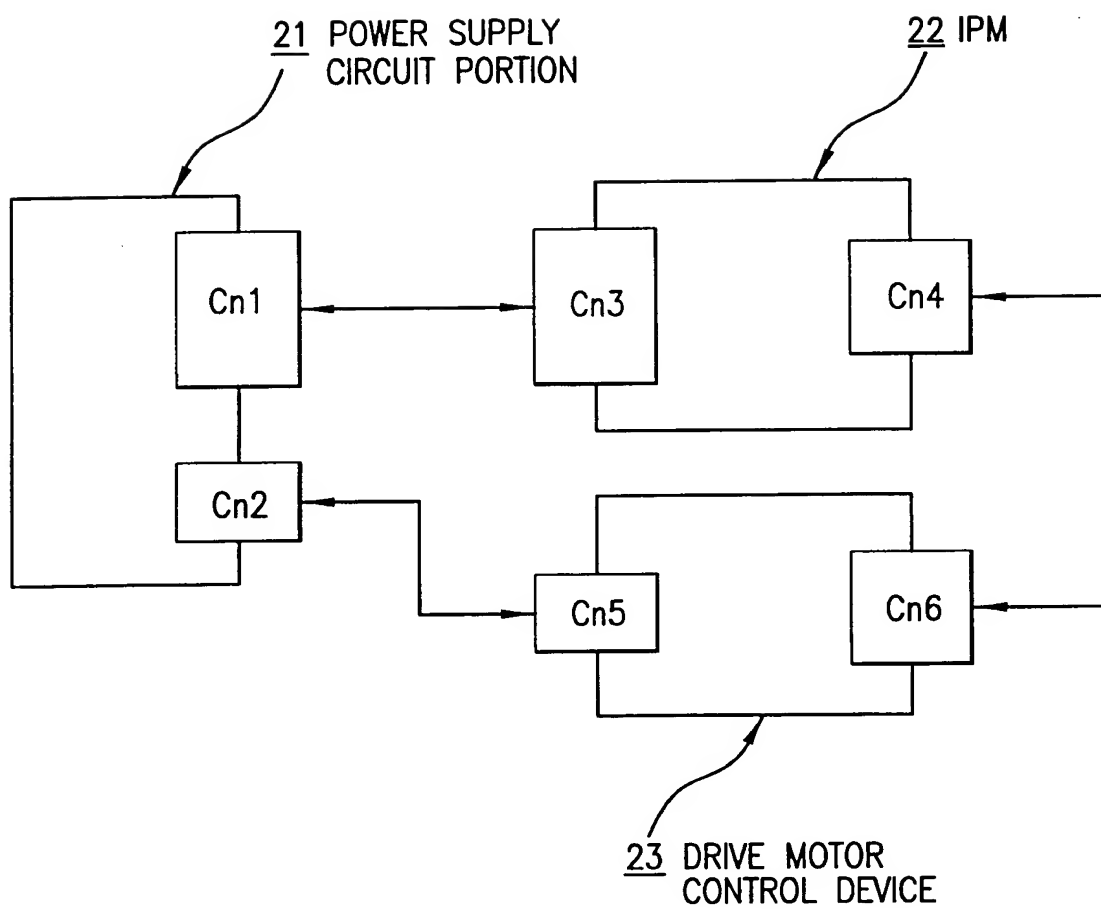 21 POWER SUPPLY
CIRCUIT PORTION
22 IPM
Cn1
Cn3
Cn4
Cn2
Cn5
Cn6
23 DRIVE MOTOR
CONTROL DEVICE